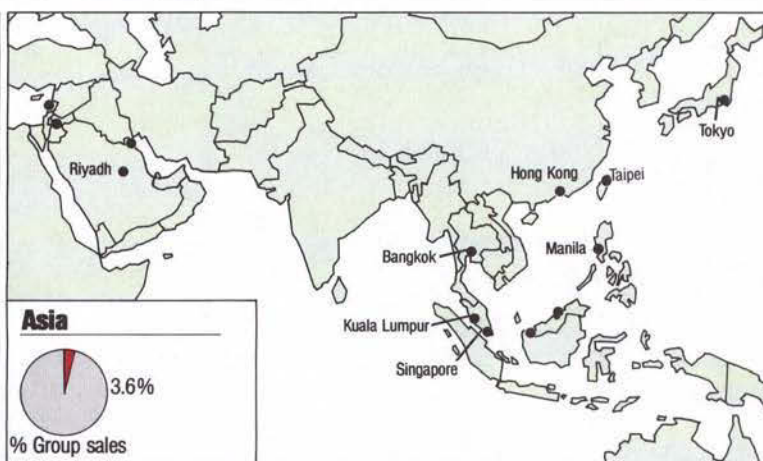 Tokyo
Riyadh
Hong Kong
Taipei
Bangkok
Manila
Kuala Lumpur
Singapore
Asia
3.6%
% Group sales